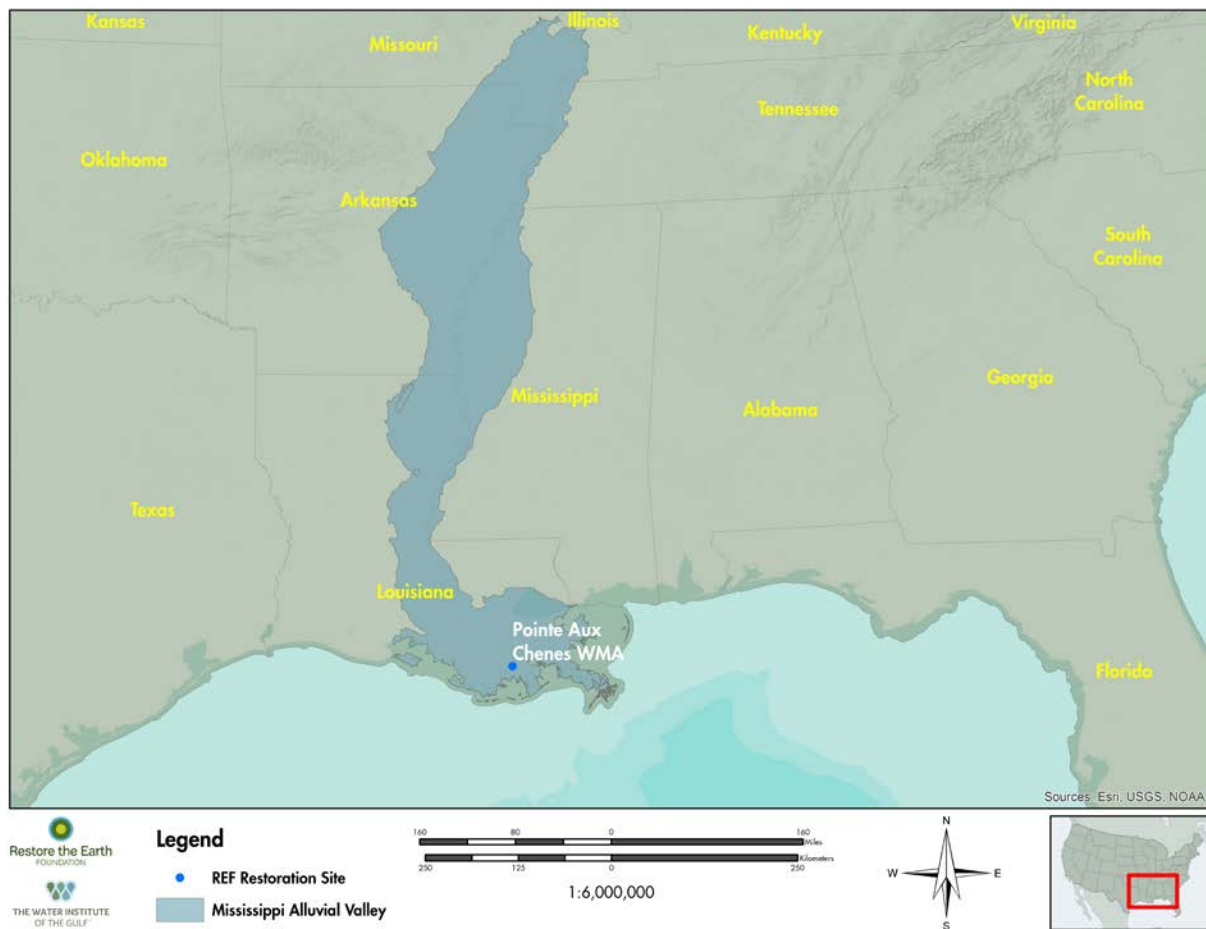 Kansas
Illinois
Virginia
Missouri
Kentucky
North
Carolina
Tennessee
Oklahoma
Arkansas
South
Carolina
Mississippi
Georgia
Alabama
Texas
Louisiana
Pointe Aux
Chenes WMA
Florida
Sources: Esri, USGS, NOAA
Restore the Earth
FOUNDATION
THE WATER INSTITUTE
OF THE GULF
Legend
REF Restoration Site
Mississippi Alluvial Valley
160 80 0 160
Miles
250 125 0 250
Kilometers
1:6,000,000
N
W E
S